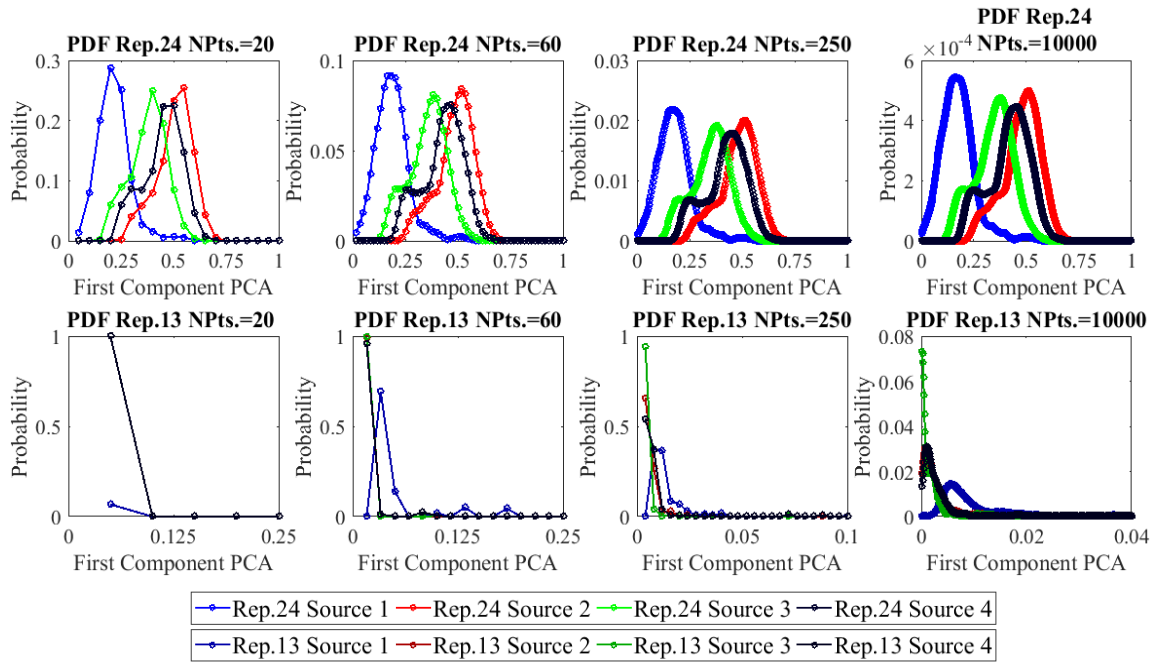 PDF Rep.24 NPts.=20
0.3
0.2
0.1
0
Probability
0 0.25 0.5 0.75 1
First Component PCA
PDF Rep.24 NPts.=60
0.1
0.05
0
Probability
0 0.25 0.5 0.75 1
First Component PCA
PDF Rep.24 NPts.=250
0.03
0.02
0.01
0
Probability
0 0.25 0.5 0.75 1
First Component PCA
PDF Rep.24
NPts.=10000
×10-4
6
4
2
0
Probability
0 0.25 0.5 0.75 1
First Component PCA
PDF Rep.13 NPts.=20
1
0.5
0
Probability
0 0.125 0.25
First Component PCA
PDF Rep.13 NPts.=60
1
0.5
0
Probability
0 0.125 0.25
First Component PCA
PDF Rep.13 NPts.=250
1
0.5
0
Probability
0 0.05 0.1
First Component PCA
PDF Rep.13 NPts.=10000
0.08
0.06
0.04
0.02
0
Probability
0 0.02 0.04
First Component PCA
Rep.24 Source 1 Rep.24 Source 2 Rep.24 Source 3 Rep.24 Source 4
Rep.13 Source 1 Rep.13 Source 2 Rep.13 Source 3 Rep.13 Source 4